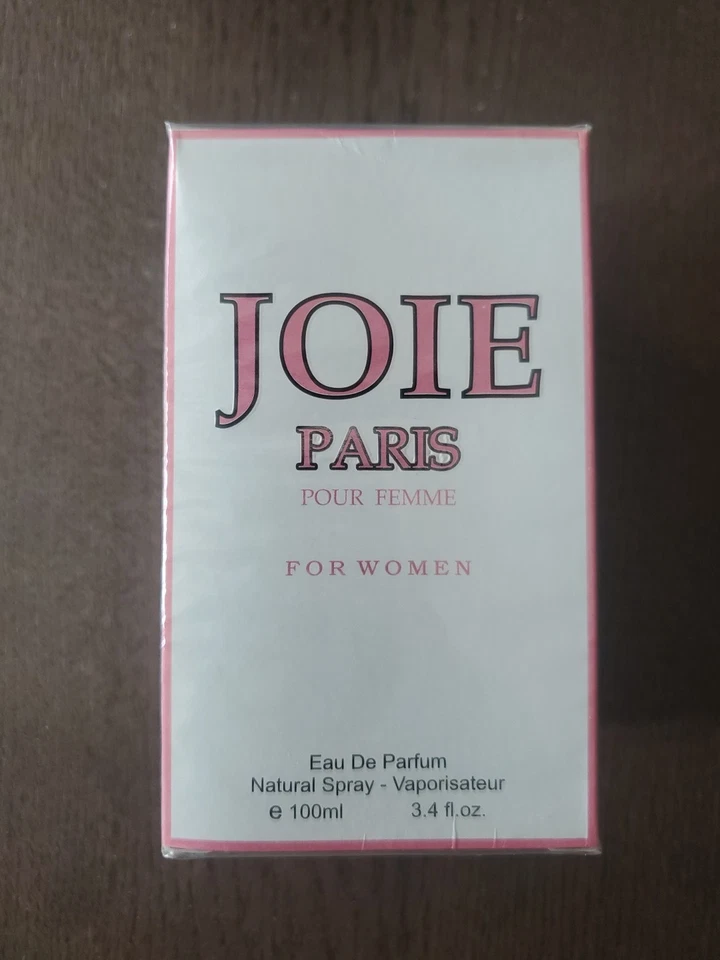 JOIE
PARIS
POUR FEMME
FOR WOMEN
Eau De Parfum
Natural Spray - Vaporisateur
℮ 100ml 3.4 fl.oz.